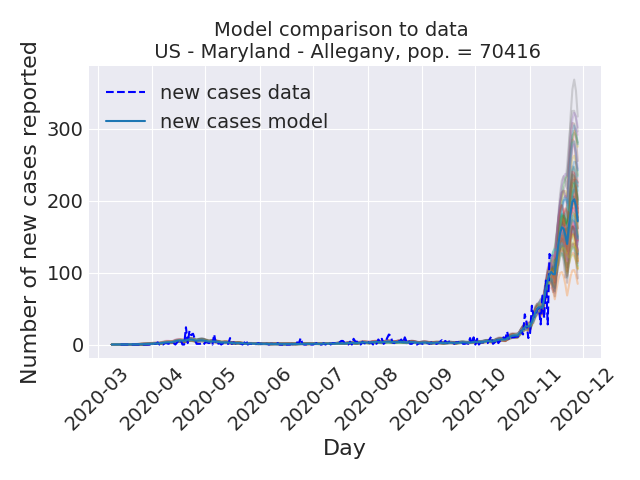 Model comparison to data
US - Maryland - Allegany, pop. = 70416
Number of new cases reported
new cases data
new cases model
300
200
100
0
2020-03
2020-04
2020-05
2020-06
2020-07
2020-08
2020-09
2020-10
2020-11
2020-12
Day